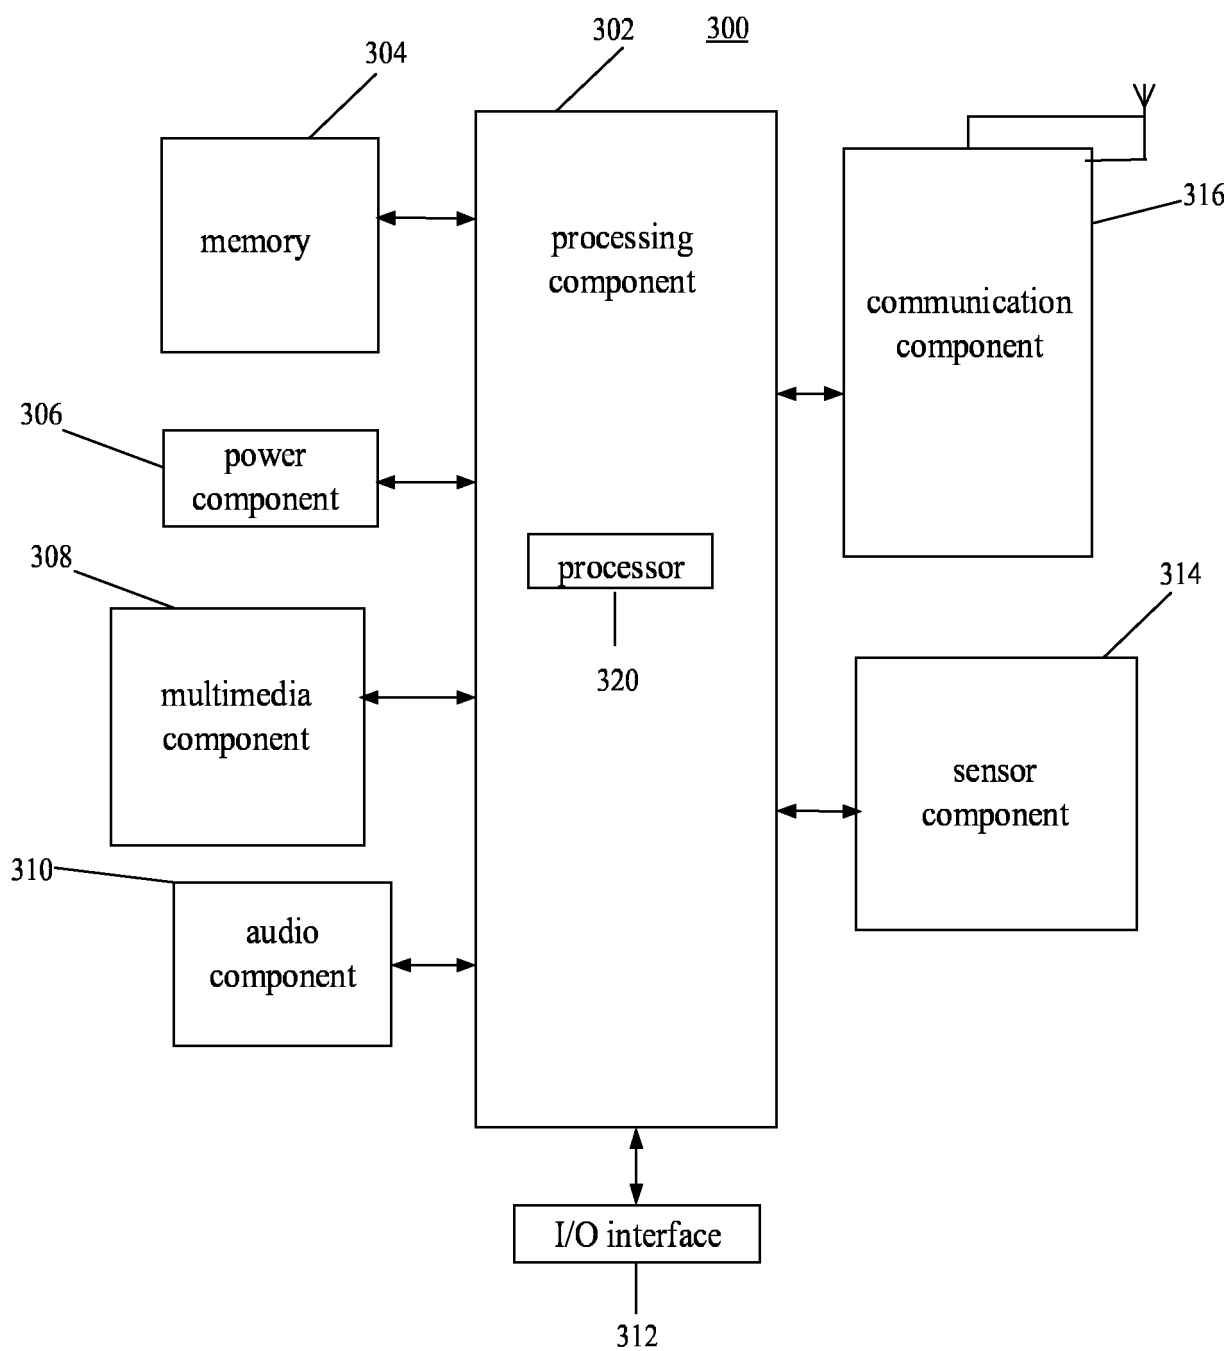 302
300
304
memory
processing
component
316
communication
component
306
power
component
308
processor
314
320
multimedia
component
sensor
component
310
audio
component
I/O interface
312